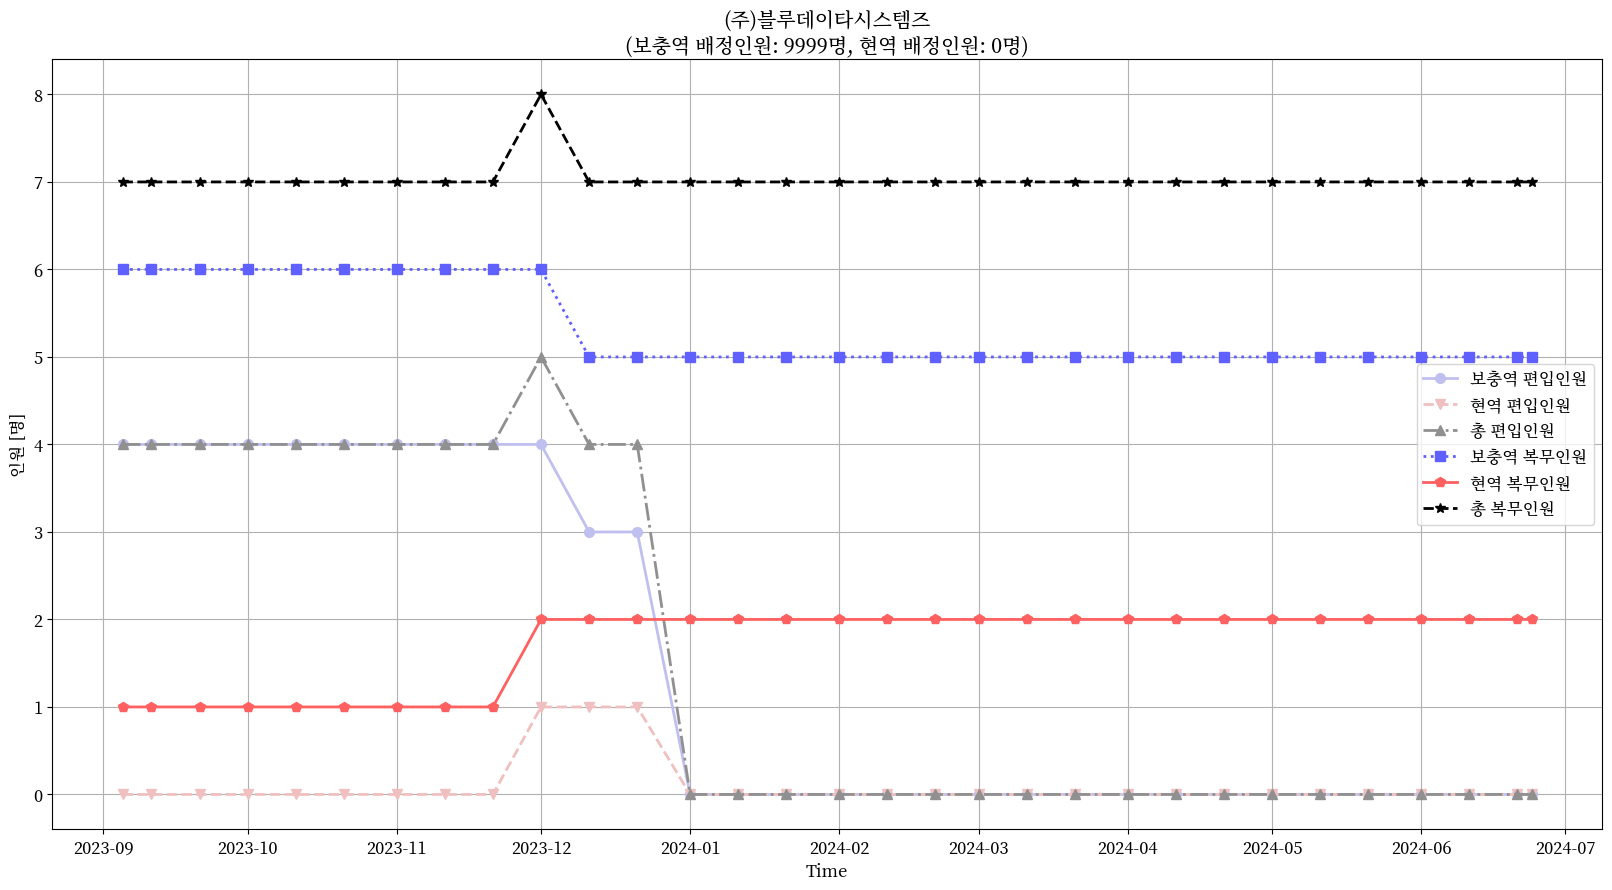 (주)블루데이타시스템즈
(보충역 배정인원: 9999명, 현역 배정인원: 0명)
인원 [명]
8
7
6
5
4
3
2
1
0
보충역 편입인원
현역 편입인원
총 편입인원
보충역 복무인원
현역 복무인원
총 복무인원
2023-09 2023-10 2023-11 2023-12 2024-01 2024-02 2024-03 2024-04 2024-05 2024-06 2024-07
Time